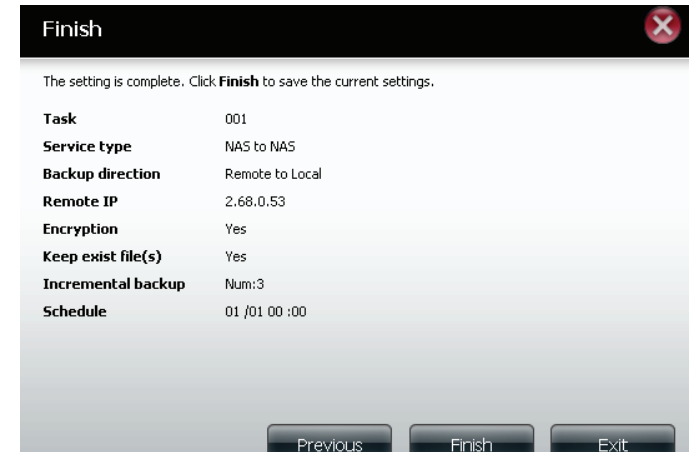 Finish
The setting is complete. Click Finish to save the current settings.
Task 001
Service type NAS to NAS
Backup direction Remote to Local
Remote IP 2.68.0.53
Encryption Yes
Keep exist file(s) Yes
Incremental backup Num:3
Schedule 01 /01 00 :00
Previous Finish Exit